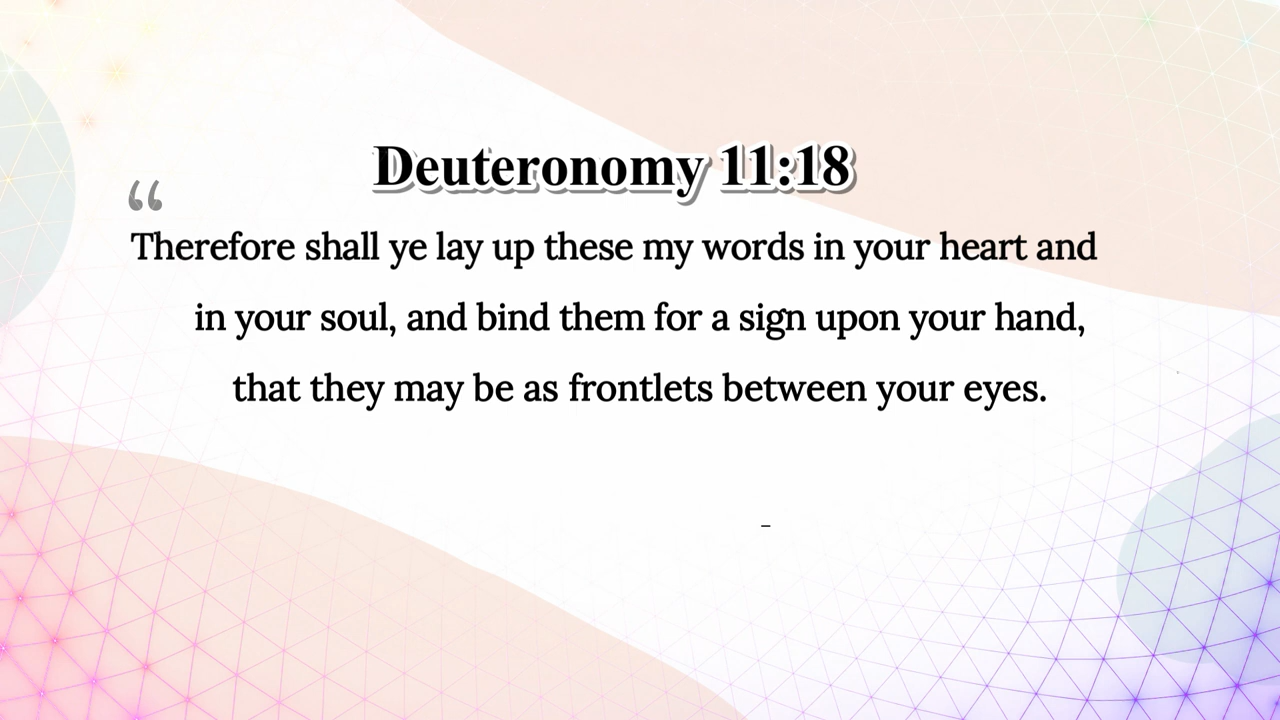 Deuteronomy 11:18
“
Therefore shall ye lay up these my words in your heart and
in your soul, and bind them for a sign upon your hand,
that they may be as frontlets between your eyes.
–